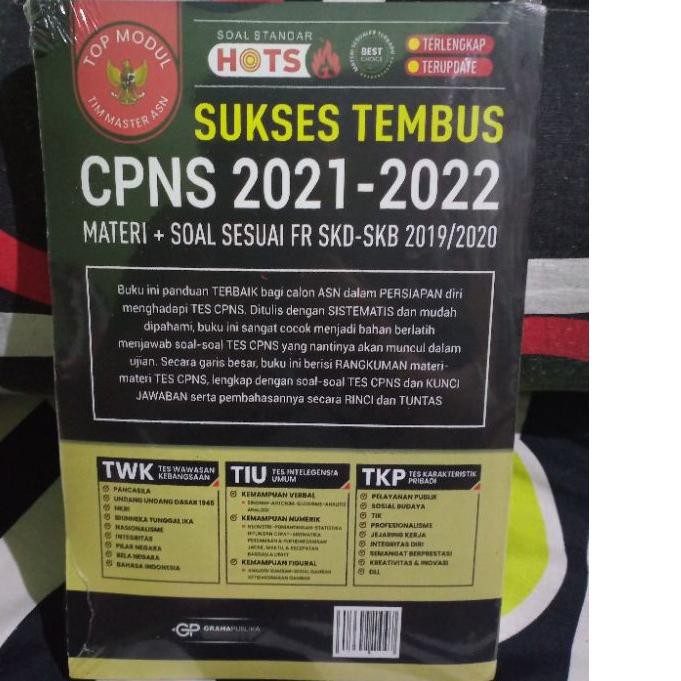 TOP MODUL
TIM MASTER ASN
SOAL STANDAR
HOTS
BEST
CHOICE
TERLENGKAP
TERUPDATE
SUKSES TEMBUS
CPNS 2021-2022
MATERI + SOAL SESUAI FR SKD-SKB 2019/2020
Buku ini panduan TERBAIK bagi calon ASN dalam PERSIAPAN diri
menghadapi TES CPNS. Ditulis dengan SISTEMATIS dan mudah
dipahami, buku ini sangat cocok menjadi bahan berlatih
menjawab soal-soal TES CPNS yang nantinya akan muncul dalam
ujian. Secara garis besar, buku ini berisi RANGKUMAN materi-
materi TES CPNS, lengkap dengan soal-soal TES CPNS dan KUNCI
JAWABAN serta pembahasannya secara RINCI dan TUNTAS
TWK TES WAWASAN
KEBANGSAAN
PANCASILA
UNDANG UNDANG DASAR 1945
NKRI
BHINNEKA TUNGGAL IKA
NASIONALISME
INTEGRITAS
PILAR NEGARA
BELA NEGARA
BAHASA INDONESIA
TIU TES INTELEGENSIA
UMUM
KEMAMPUAN VERBAL
KEMAMPUAN NUMERIK
KEMAMPUAN FIGURAL
TKP TES KARAKTERISTIK
PRIBADI
PELAYANAN PUBLIK
SOSIAL BUDAYA
TIK
PROFESIONALISME
JEJARING KERJA
INTEGRITAS DIRI
SEMANGAT BERPRESTASI
KREATIVITAS & INOVASI
DLL
GP GRAHAPUBLIKA